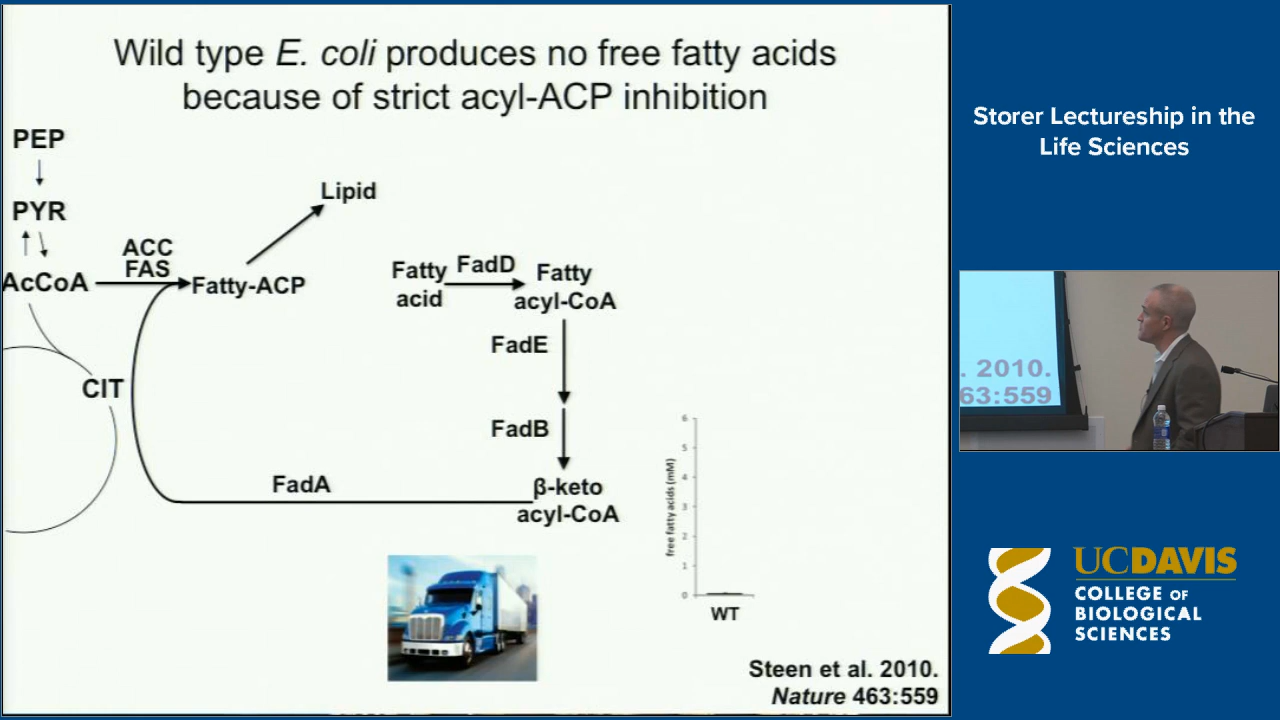 Wild type E. coli produces no free fatty acids
because of strict acyl-ACP inhibition
PEP
PYR
AcCoA
ACC
FAS
Fatty-ACP
Lipid
CIT
Fatty
acid
FadD
Fatty
acyl-CoA
FadE
FadB
β-keto
acyl-CoA
FadA
free fatty acids (mM)
6
5
4
3
2
1
0
WT
Steen et al. 2010.
Nature 463:559
Storer Lectureship in the
Life Sciences
. 2010.
63:559
UCDAVIS
COLLEGE OF
BIOLOGICAL
SCIENCES